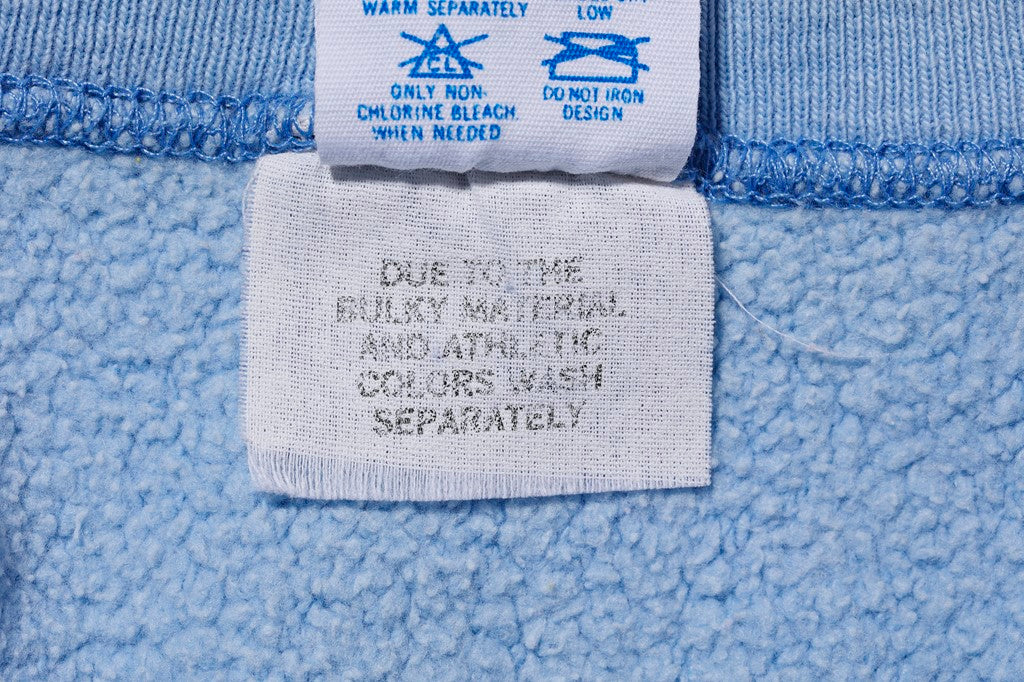 WARM SEPARATELY
LOW
CL
ONLY NON-
CHLORINE BLEACH
WHEN NEEDED
DO NOT IRON
DESIGN
DUE TO THE
BULKY MATERIAL
AND ATHLETIC
COLORS WASH
SEPARATELY